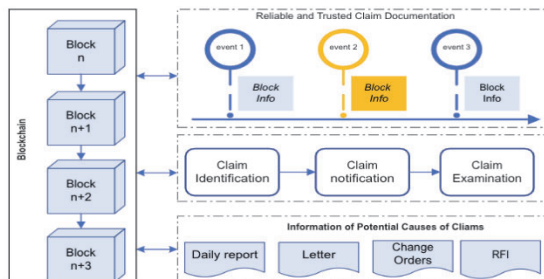 Blockchain
Block
n
Block
n+1
Block
n+2
Block
n+3
Reliable and Trusted Claim Documentation
event 1
event 2
event 3
Block
Info
Block
Info
Block
Info
Claim
Identification
Claim
notification
Claim
Examination
Information of Potential Causes of Cliams
Daily report
Letter
Change
Orders
RFI